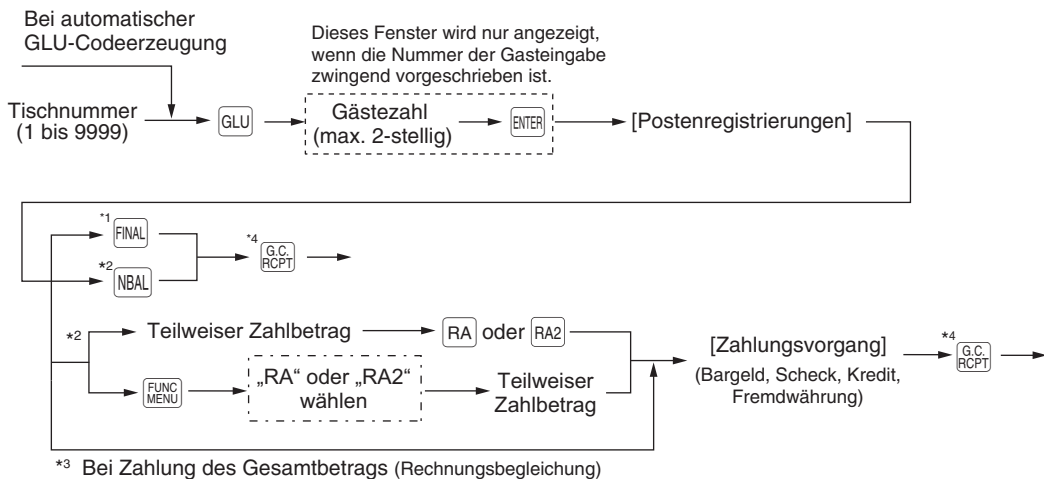 Bei automatischer
GLU-Codeerzeugung
Dieses Fenster wird nur angezeigt,
wenn die Nummer der Gasteingabe
zwingend vorgeschrieben ist.
Tischnummer
(1 bis 9999)
GLU
Gästezahl
(max. 2-stellig)
ENTER
[Postenregistrierungen]
*1 FINAL
*2 NBAL
*4 G.C.
RCPT
*2
Teilweiser Zahlbetrag
RA oder RA2
FUNC
MENU
„RA“ oder „RA2“
wählen
Teilweiser
Zahlbetrag
[Zahlungsvorgang]
(Bargeld, Scheck, Kredit,
Fremdwährung)
*4 G.C.
RCPT
*3 Bei Zahlung des Gesamtbetrags (Rechnungsbegleichung)